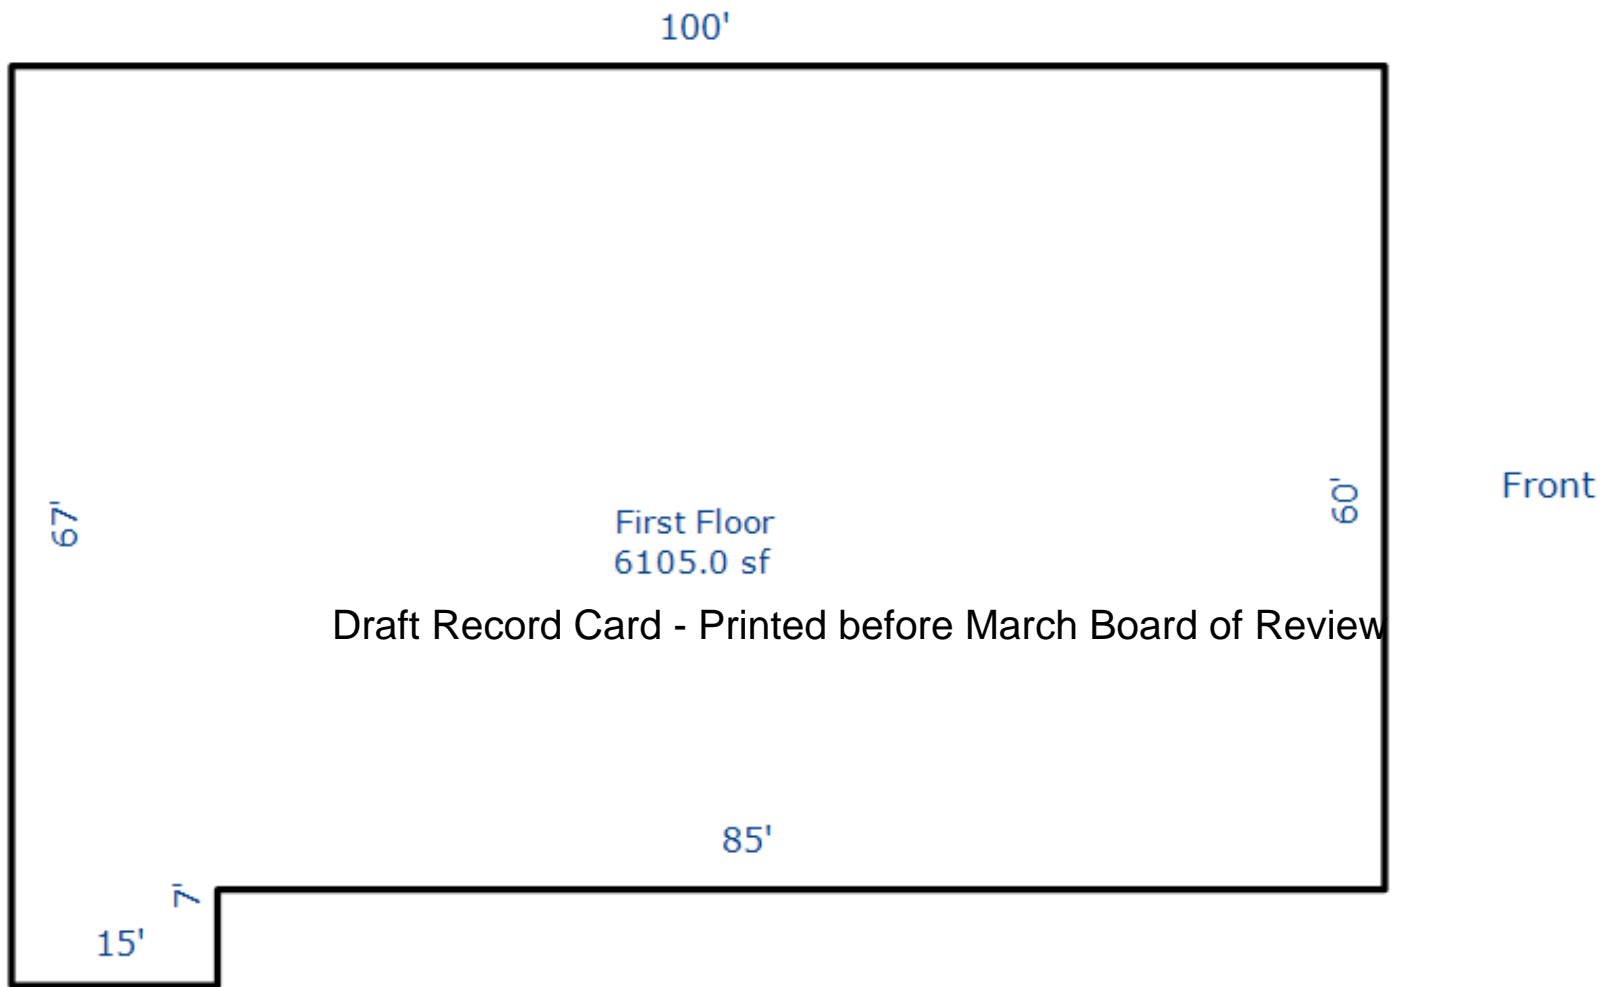 100'
67'
60'
Front
First Floor
6105.0 sf
Draft Record Card - Printed before March Board of Review
85'
7'
15'